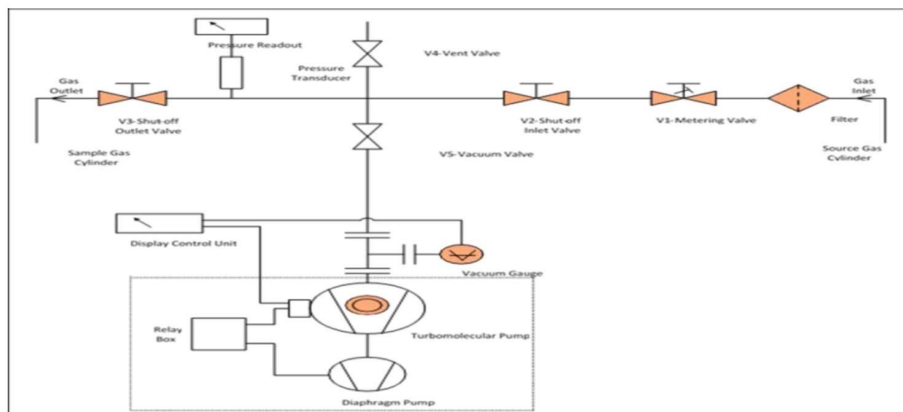 Pressure Readout
V4-Vent Valve
Pressure
Transducer
Gas
Outlet
Gas
Inlet
V3-Shut-off
Outlet Valve
V2-Shut-off
Inlet Valve
V1-Metering Valve
Filter
Sample Gas
Cylinder
V5-Vacuum Valve
Source Gas
Cylinder
Display Control Unit
Vacuum Gauge
Relay
Box
Turbomolecular Pump
Diaphragm Pump